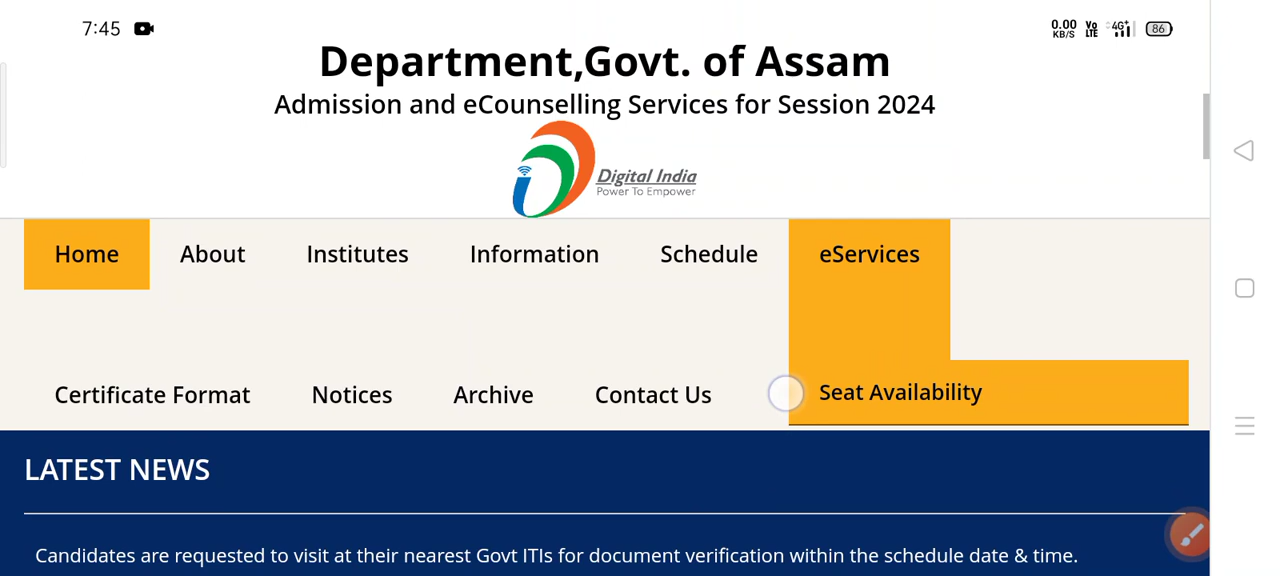 7:45
0.00
KB/S
Vo
LTE
4G+
86
Department,Govt. of Assam
Admission and eCounselling Services for Session 2024
Digital India
Power To Empower
Home
About
Institutes
Information
Schedule
eServices
Certificate Format
Notices
Archive
Contact Us
Seat Availability
LATEST NEWS
Candidates are requested to visit at their nearest Govt ITIs for document verification within the schedule date & time.